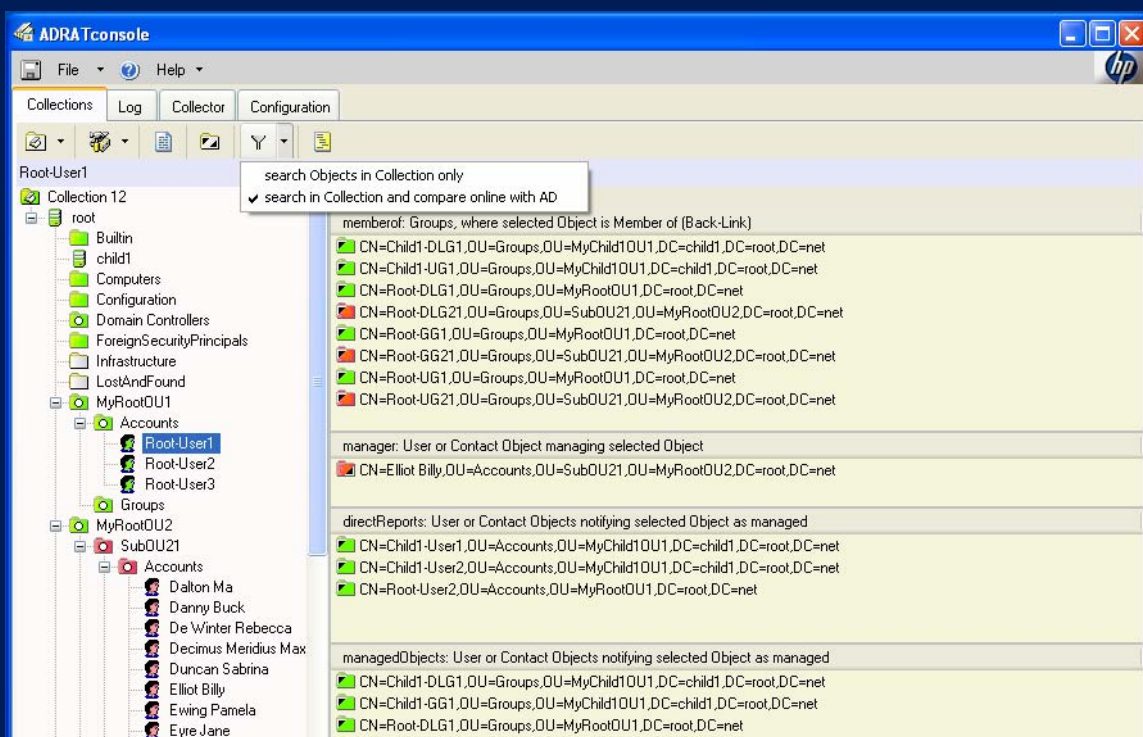 ADRATconsole
File Help
hp
Collections Log Collector Configuration
Root-User1
search Objects in Collection only
search in Collection and compare online with AD
Collection 12
root
Builtin
child1
Computers
Configuration
Domain Controllers
ForeignSecurityPrincipals
Infrastructure
LostAndFound
MyRootOU1
Accounts
Root-User1
Root-User2
Root-User3
Groups
MyRootOU2
SubOU21
Accounts
Dalton Ma
Danny Buck
De Winter Rebecca
Decimus Meridius Max
Duncan Sabrina
Elliot Billy
Ewing Pamela
Eyre Jane
memberof: Groups, where selected Object is Member of (Back-Link)
CN=Child1-DLG1,OU=Groups,OU=MyChild1OU1,DC=child1,DC=root,DC=net
CN=Child1-UG1,OU=Groups,OU=MyChild1OU1,DC=child1,DC=root,DC=net
CN=Root-DLG1,OU=Groups,OU=MyRootOU1,DC=root,DC=net
CN=Root-DLG21,OU=Groups,OU=SubOU21,OU=MyRootOU2,DC=root,DC=net
CN=Root-GG1,OU=Groups,OU=MyRootOU1,DC=root,DC=net
CN=Root-GG21,OU=Groups,OU=SubOU21,OU=MyRootOU2,DC=root,DC=net
CN=Root-UG1,OU=Groups,OU=MyRootOU1,DC=root,DC=net
CN=Root-UG21,OU=Groups,OU=SubOU21,OU=MyRootOU2,DC=root,DC=net
manager: User or Contact Object managing selected Object
CN=Elliot Billy,OU=Accounts,OU=SubOU21,OU=MyRootOU2,DC=root,DC=net
directReports: User or Contact Objects notifying selected Object as managed
CN=Child1-User1,OU=Accounts,OU=MyChild1OU1,DC=child1,DC=root,DC=net
CN=Child1-User2,OU=Accounts,OU=MyChild1OU1,DC=child1,DC=root,DC=net
CN=Root-User2,OU=Accounts,OU=MyRootOU1,DC=root,DC=net
managedObjects: User or Contact Objects notifying selected Object as managed
CN=Child1-DLG1,OU=Groups,OU=MyChild1OU1,DC=child1,DC=root,DC=net
CN=Child1-GG1,OU=Groups,OU=MyChild1OU1,DC=child1,DC=root,DC=net
CN=Root-DLG1,OU=Groups,OU=MyRootOU1,DC=root,DC=net